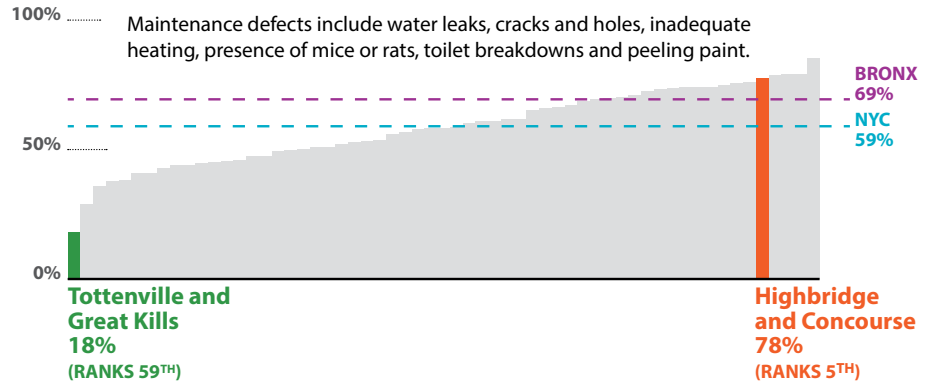 100%
Maintenance defects include water leaks, cracks and holes, inadequate
heating, presence of mice or rats, toilet breakdowns and peeling paint.
BRONX
69%
NYC
59%
50%
0%
Tottenville and
Great Kills
18%
(RANKS 59TH)
Highbridge
and Concourse
78%
(RANKS 5TH)